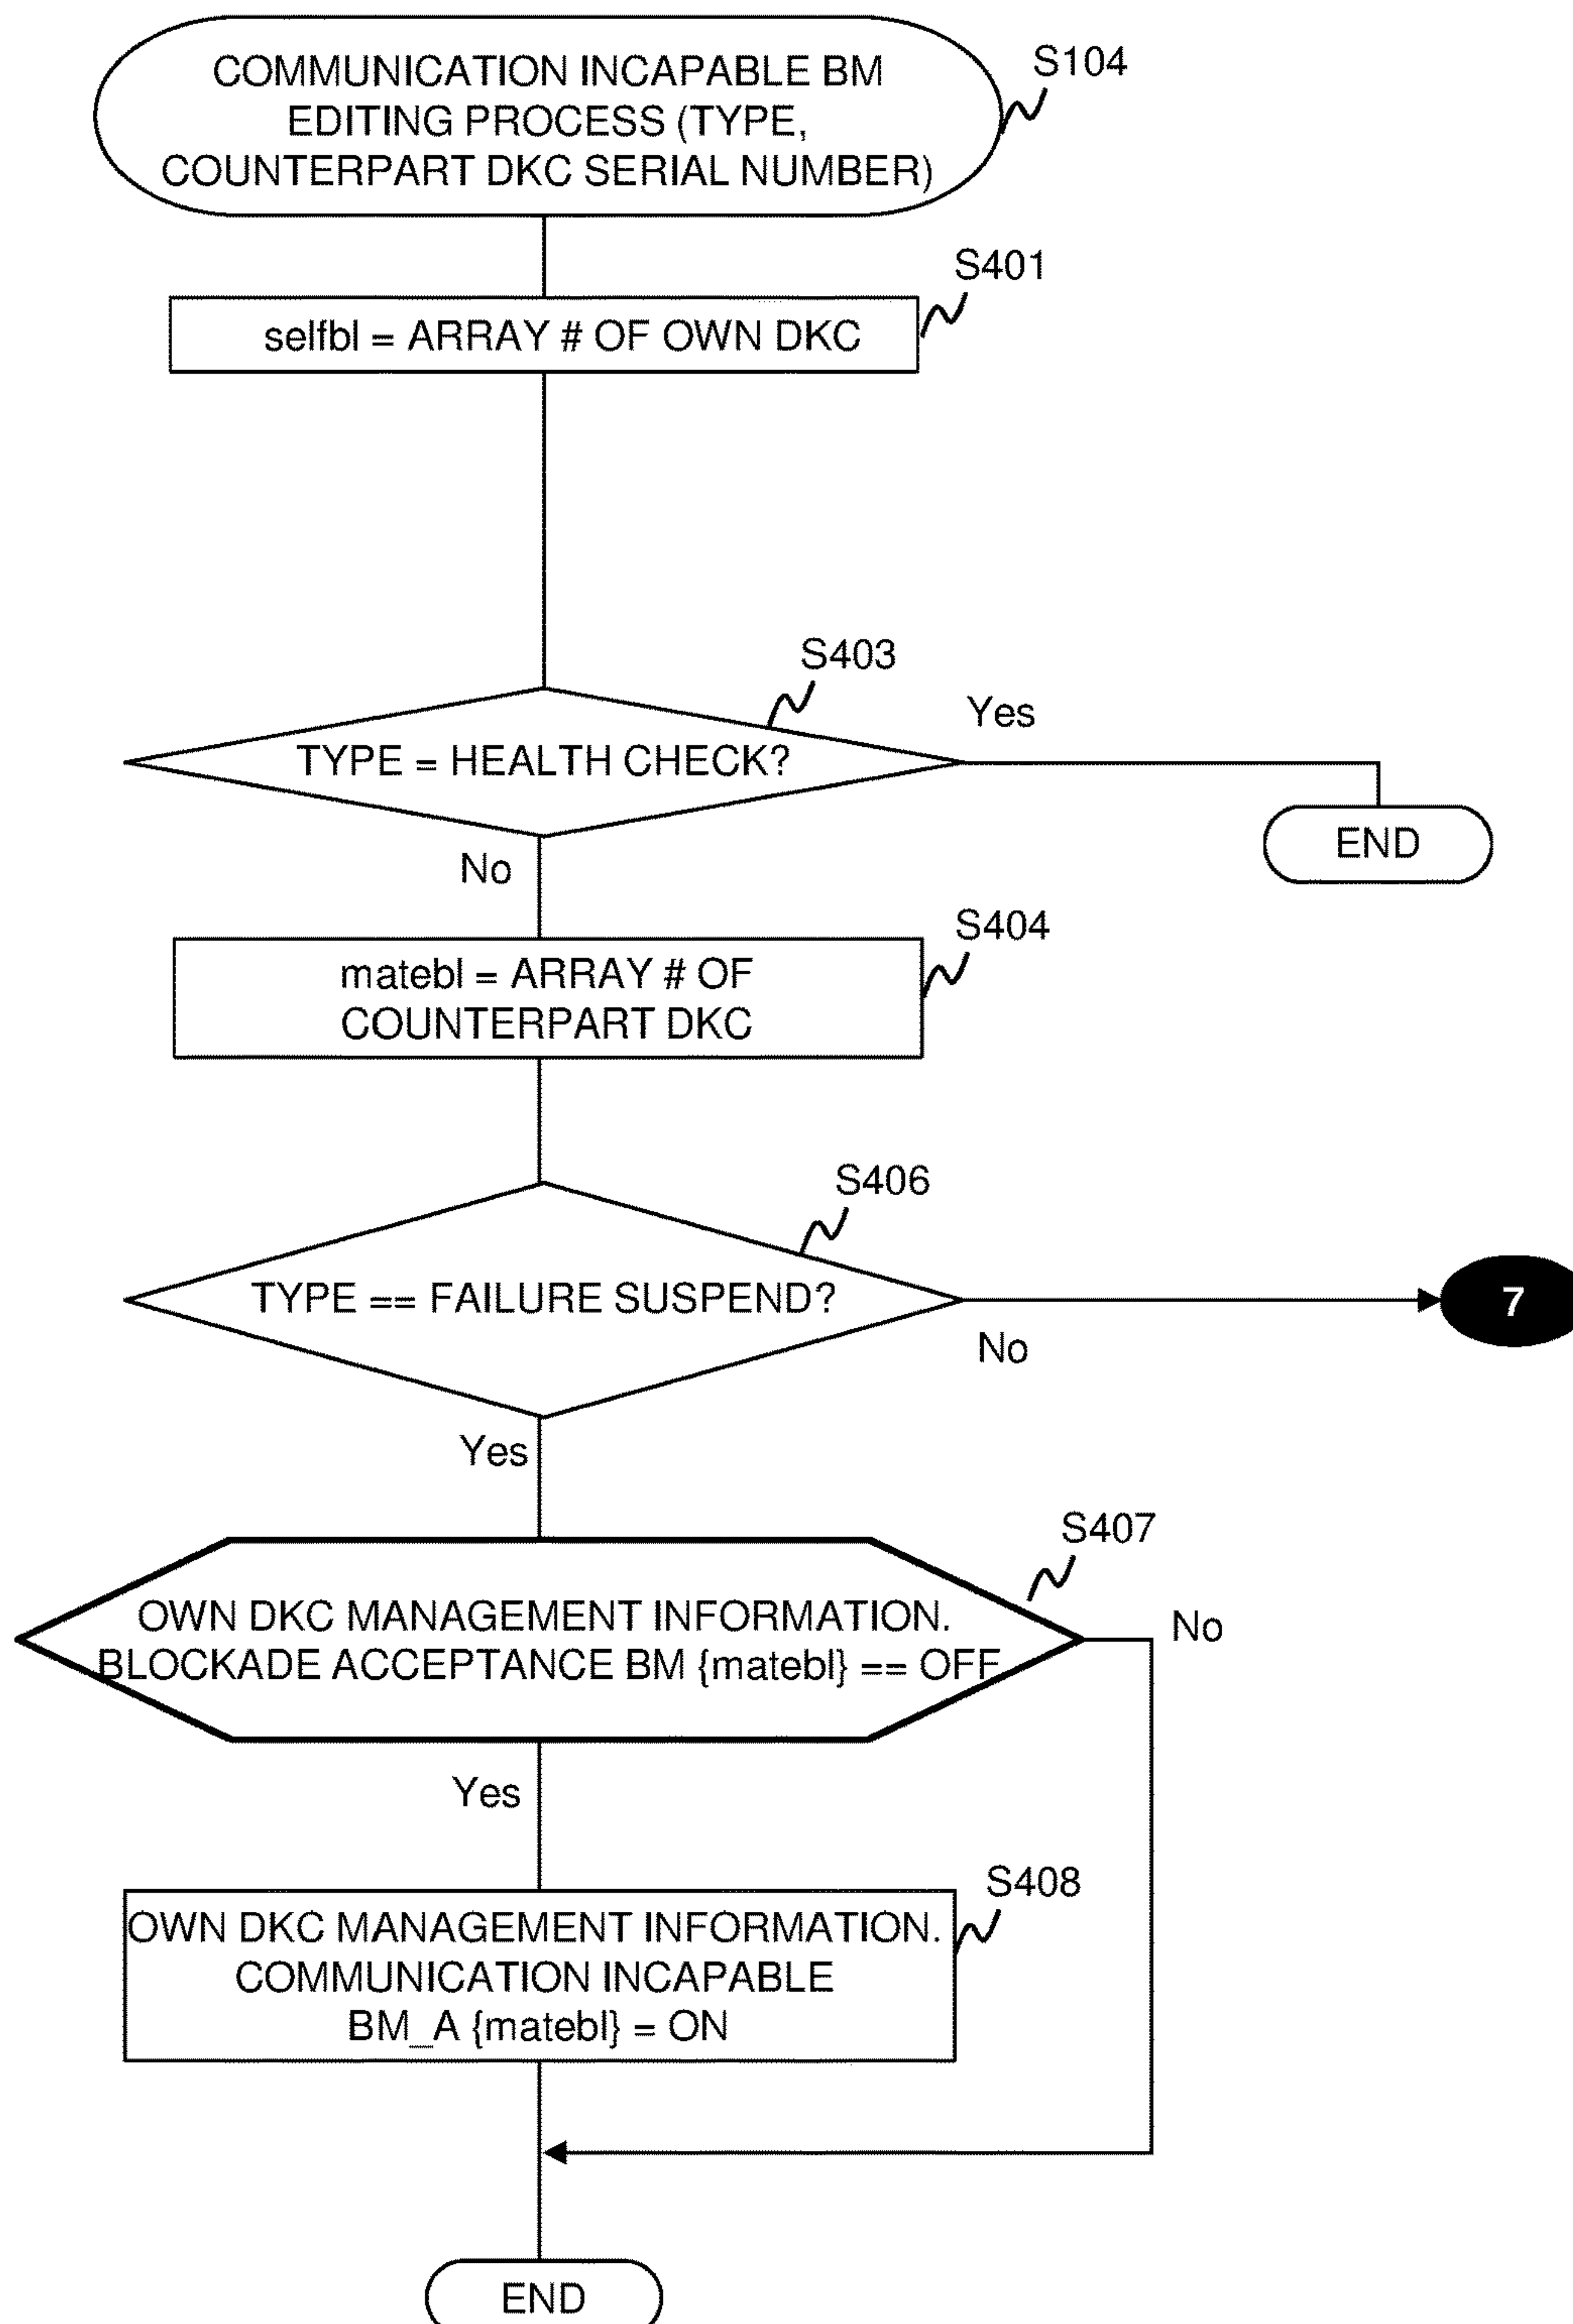 COMMUNICATION INCAPABLE BM
EDITING PROCESS (TYPE,
COUNTERPART DKC SERIAL NUMBER)
S104
S401
selfbl = ARRAY # OF OWN DKC
S403
Yes
TYPE = HEALTH CHECK?
END
No
S404
matebl = ARRAY # OF
COUNTERPART DKC
S406
TYPE == FAILURE SUSPEND?
7
No
Yes
S407
OWN DKC MANAGEMENT INFORMATION.
BLOCKADE ACCEPTANCE BM {matebl} == OFF
No
Yes
S408
OWN DKC MANAGEMENT INFORMATION.
COMMUNICATION INCAPABLE
BM_A {matebl} = ON
END